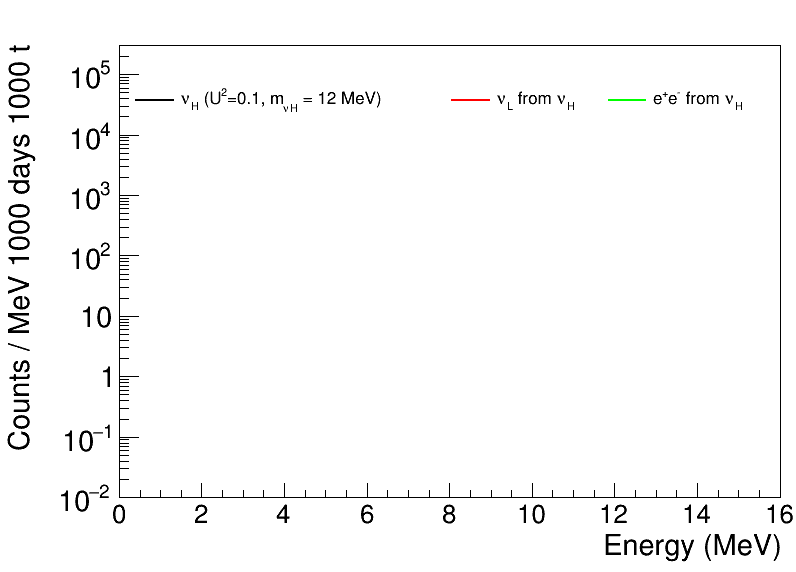 Counts / MeV 1000 days 1000 t
10⁵
10⁴
10³
10²
10
1
10⁻¹
10⁻²
ν_H (U²=0.1, m_νH = 12 MeV)
ν_L from ν_H
e⁺e⁻ from ν_H
0 2 4 6 8 10 12 14 16
Energy (MeV)